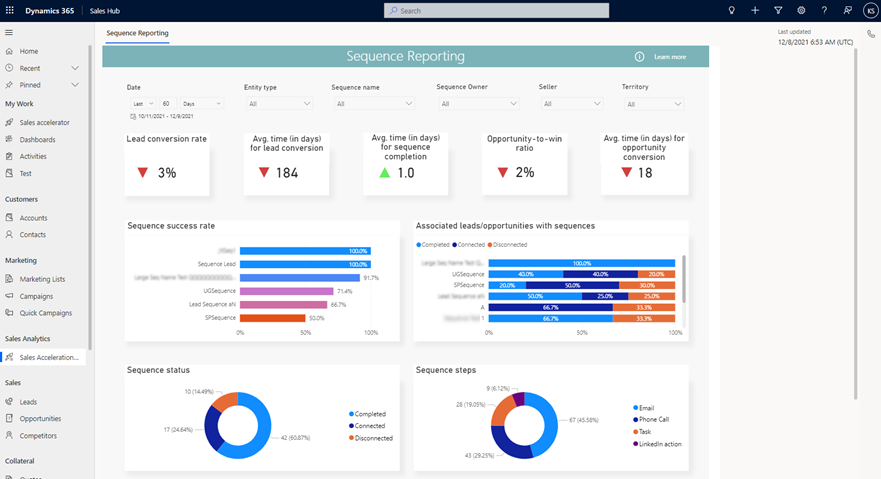 Dynamics 365
Sales Hub
Search
KS
Sequence Reporting
Last updated
12/8/2021 6:53 AM (UTC)
Home
Recent
Pinned
My Work
Sales accelerator
Dashboards
Activities
Test
Customers
Accounts
Contacts
Marketing
Marketing Lists
Campaigns
Quick Campaigns
Sales Analytics
Sales Acceleration...
Sales
Leads
Opportunities
Competitors
Collateral
Sequence Reporting
Learn more
Date
Entity type
Sequence name
Sequence Owner
Seller
Territory
Last 60 Days
All
All
All
All
All
10/11/2021 - 12/9/2021
Lead conversion rate
3%
Avg. time (in days)
for lead conversion
184
Avg. time (in days)
for sequence
completion
1.0
Opportunity-to-win
ratio
2%
Avg. time (in days) for
opportunity
conversion
18
Sequence success rate
100.0%
Sequence Lead 100.0%
91.7%
UGSequence 71.4%
Lead Sequence ahi 66.7%
SPSequence 50.0%
0% 50% 100%
Associated leads/opportunities with sequences
Completed Connected Disconnected
100.0%
UGSequence 40.0% 40.0% 20.0%
SPSequence 20.0% 50.0% 30.0%
50.0% 25.0% 25.0%
A 66.7% 33.3%
1 66.7% 33.3%
0% 50% 100%
Sequence status
10 (14.49%)
17 (24.64%)
42 (60.87%)
Completed
Connected
Disconnected
Sequence steps
9 (6.12%)
28 (19.05%)
67 (45.58%)
43 (29.25%)
Email
Phone Call
Task
LinkedIn action